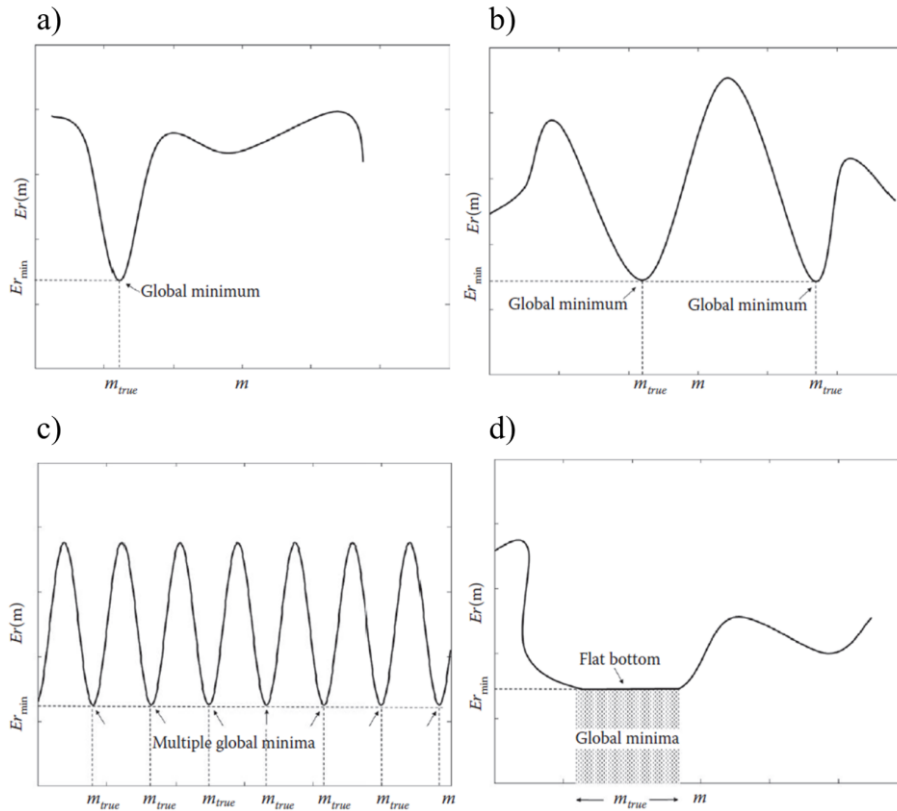 a)
Er(m)
Er_min
Global minimum
m_true m
b)
Er(m)
Er_min
Global minimum Global minimum
m_true m m_true
c)
Er(m)
Er_min
Multiple global minima
m_true m_true m_true m_true m_true m_true m
d)
Er(m)
Er_min
Flat bottom
Global minima
m_true m